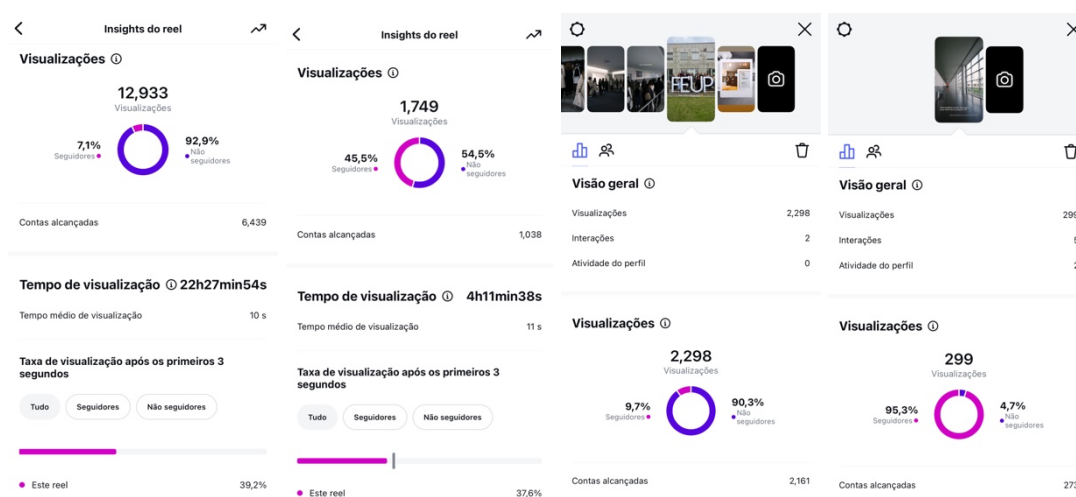 Insights do reel
Visualizações
12,933
Visualizações
7,1%
Seguidores
92,9%
Não
seguidores
Contas alcançadas 6,439
Tempo de visualização 22h27min54s
Tempo médio de visualização 10 s
Taxa de visualização após os primeiros 3
segundos
Tudo Seguidores Não seguidores
Este reel 39,2%
Insights do reel
Visualizações
1,749
Visualizações
45,5%
Seguidores
54,5%
Não
seguidores
Contas alcançadas 1,038
Tempo de visualização 4h11min38s
Tempo médio de visualização 11 s
Taxa de visualização após os primeiros 3
segundos
Tudo Seguidores Não seguidores
Este reel 37,6%
FEUP
Visão geral
Visualizações 2,298
Interações 2
Atividade do perfil 0
Visualizações
2,298
Visualizações
9,7%
Seguidores
90,3%
Não
seguidores
Contas alcançadas 2,161
Visão geral
Visualizações 299
Interações
Atividade do perfil
Visualizações
299
Visualizações
95,3%
Seguidores
4,7%
Não
seguidores
Contas alcançadas 273